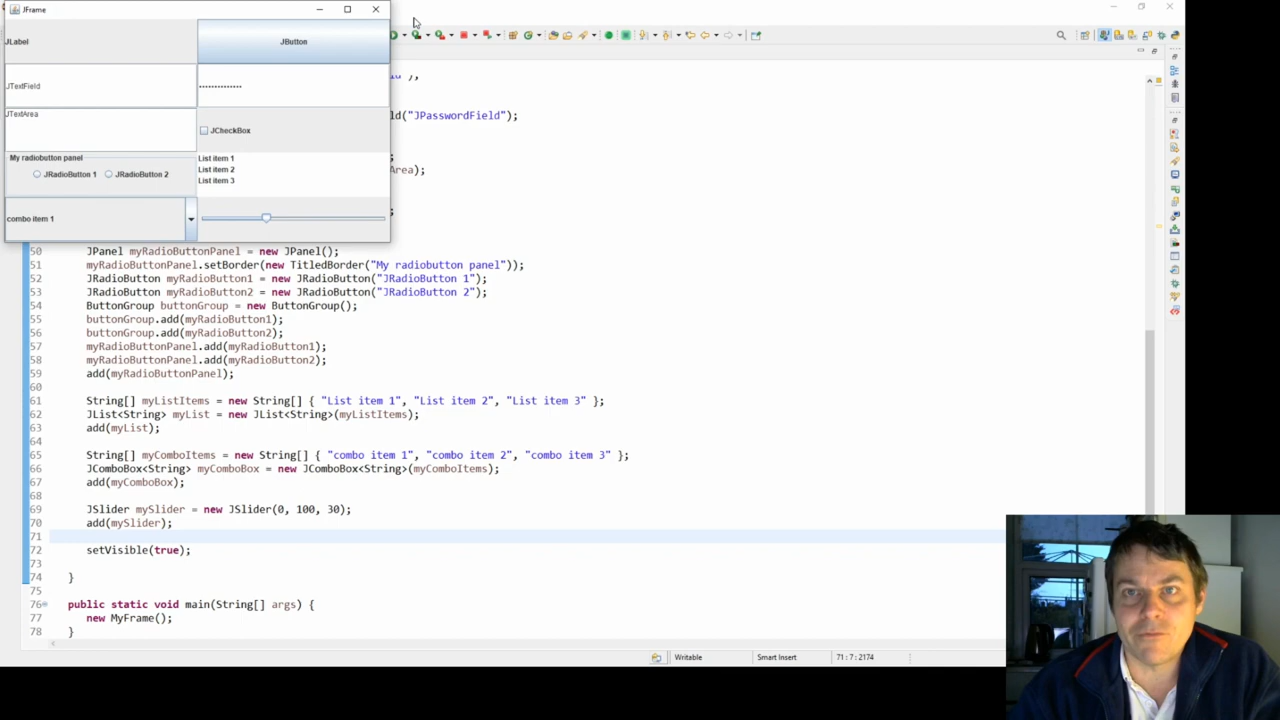 JFrame
JLabel
JButton
JTextField
••••••••••••••
JTextArea
JCheckBox
My radiobutton panel
JRadioButton 1
JRadioButton 2
List item 1
List item 2
List item 3
combo item 1
);
ld("JPasswordField");
;
Area);
;
50 JPanel myRadioButtonPanel = new JPanel();
51 myRadioButtonPanel.setBorder(new TitledBorder("My radiobutton panel"));
52 JRadioButton myRadioButton1 = new JRadioButton("JRadioButton 1");
53 JRadioButton myRadioButton2 = new JRadioButton("JRadioButton 2");
54 ButtonGroup buttonGroup = new ButtonGroup();
55 buttonGroup.add(myRadioButton1);
56 buttonGroup.add(myRadioButton2);
57 myRadioButtonPanel.add(myRadioButton1);
58 myRadioButtonPanel.add(myRadioButton2);
59 add(myRadioButtonPanel);
60
61 String[] myListItems = new String[] { "List item 1", "List item 2", "List item 3" };
62 JList<String> myList = new JList<String>(myListItems);
63 add(myList);
64
65 String[] myComboItems = new String[] { "combo item 1", "combo item 2", "combo item 3" };
66 JComboBox<String> myComboBox = new JComboBox<String>(myComboItems);
67 add(myComboBox);
68
69 JSlider mySlider = new JSlider(0, 100, 30);
70 add(mySlider);
71
72 setVisible(true);
73
74 }
75
76 public static void main(String[] args) {
77 new MyFrame();
78 }
Writable
Smart Insert
71 : 7 : 2174